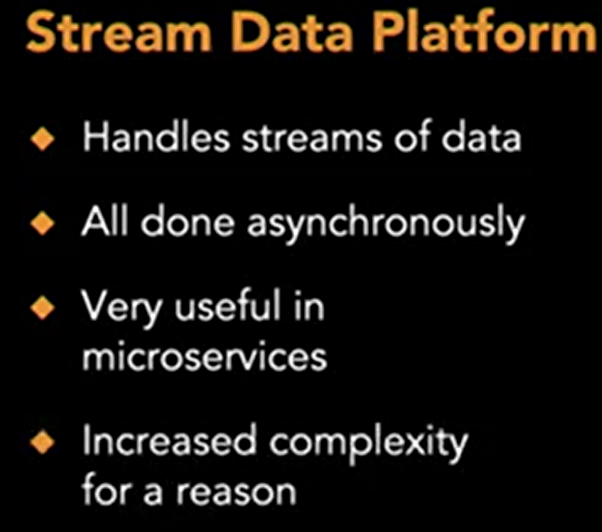 Stream Data Platform
Handles streams of data
All done asynchronously
Very useful in
microservices
Increased complexity
for a reason